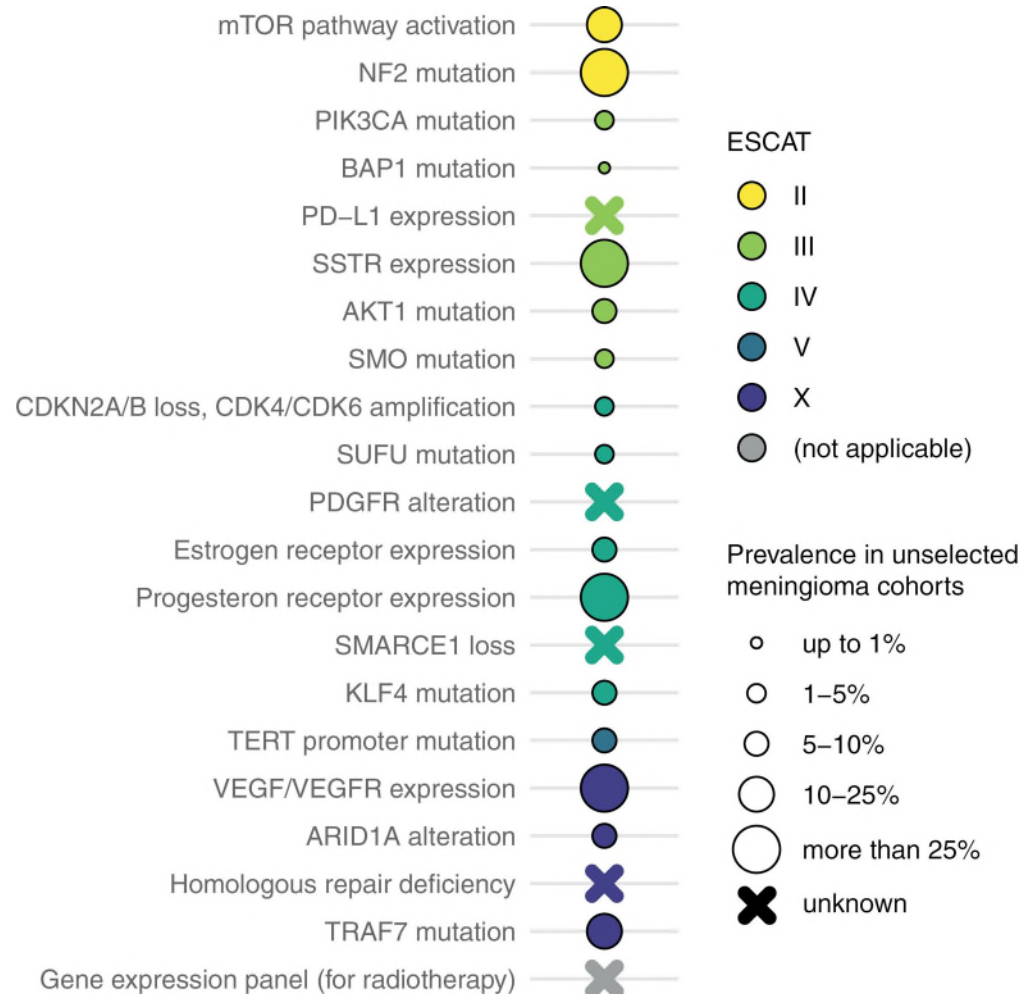 mTOR pathway activation
NF2 mutation
PIK3CA mutation
BAP1 mutation
PD–L1 expression
SSTR expression
AKT1 mutation
SMO mutation
CDKN2A/B loss, CDK4/CDK6 amplification
SUFU mutation
PDGFR alteration
Estrogen receptor expression
Progesteron receptor expression
SMARCE1 loss
KLF4 mutation
TERT promoter mutation
VEGF/VEGFR expression
ARID1A alteration
Homologous repair deficiency
TRAF7 mutation
Gene expression panel (for radiotherapy)
ESCAT
II
III
IV
V
X
(not applicable)
Prevalence in unselected
meningioma cohorts
up to 1%
1–5%
5–10%
10–25%
more than 25%
unknown